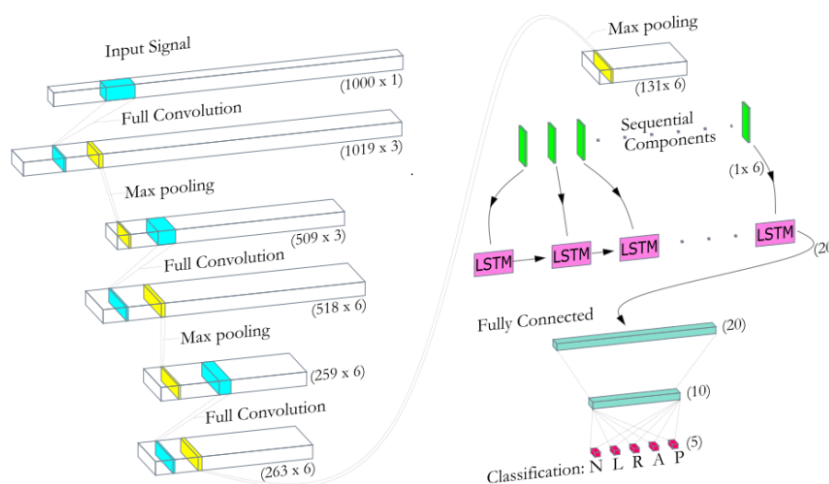 Input Signal
(1000 x 1)
Full Convolution
(1019 x 3)
Max pooling
(509 x 3)
Full Convolution
(518 x 6)
Max pooling
(259 x 6)
Full Convolution
(263 x 6)
Max pooling
(131x 6)
Sequential
Components
(1x 6)
LSTM
LSTM
LSTM
LSTM
(20
Fully Connected
(20)
(10)
(5)
Classification: N L R A P